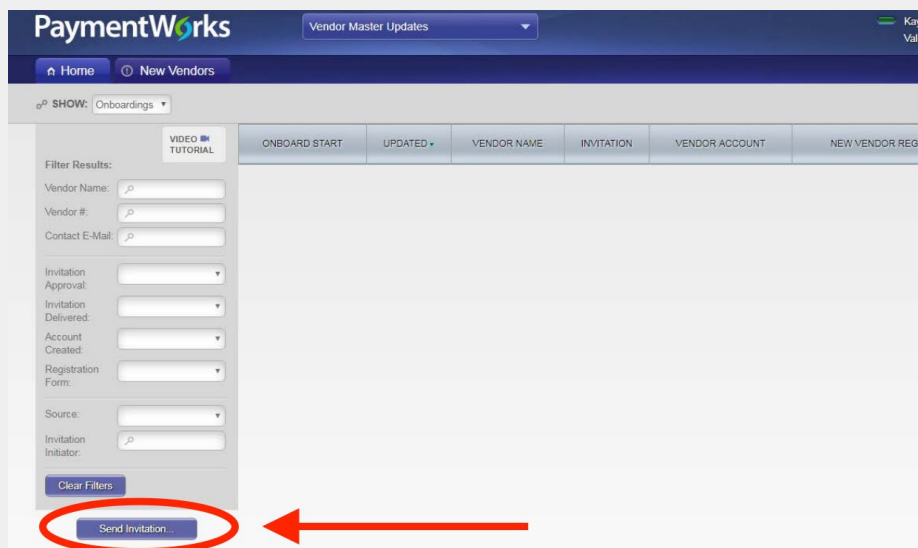 PaymentWorks
Vendor Master Updates
Home
New Vendors
SHOW: Onboardings
VIDEO
TUTORIAL
ONBOARD START
UPDATED
VENDOR NAME
INVITATION
VENDOR ACCOUNT
Filter Results:
Vendor Name:
Vendor #:
Contact E-Mail:
Invitation
Approval:
Invitation
Delivered:
Account
Created:
Registration
Form:
Source:
Invitation
Initiator:
Clear Filters
Send Invitation...